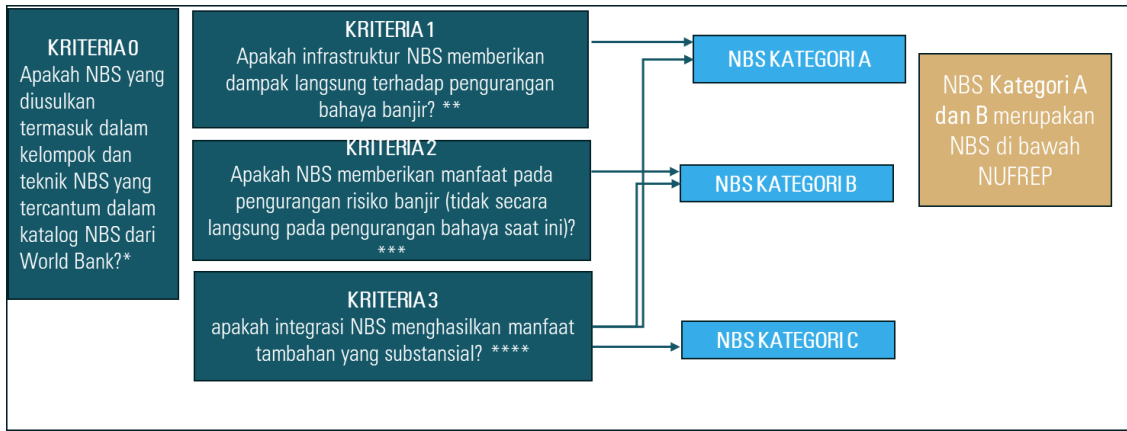 KRITERIA 0
Apakah NBS yang
diusulkan
termasuk dalam
kelompok dan
teknik NBS yang
tercantum dalam
katalog NBS dari
World Bank?*
KRITERIA 1
Apakah infrastruktur NBS memberikan
dampak langsung terhadap pengurangan
bahaya banjir? **
KRITERIA 2
Apakah NBS memberikan manfaat pada
pengurangan risiko banjir (tidak secara
langsung pada pengurangan bahaya saat ini)?
***
KRITERIA 3
apakah integrasi NBS menghasilkan manfaat
tambahan yang substansial? ****
NBS KATEGORI A
NBS KATEGORI B
NBS KATEGORI C
NBS Kategori A
dan B merupakan
NBS di bawah
NUFREP